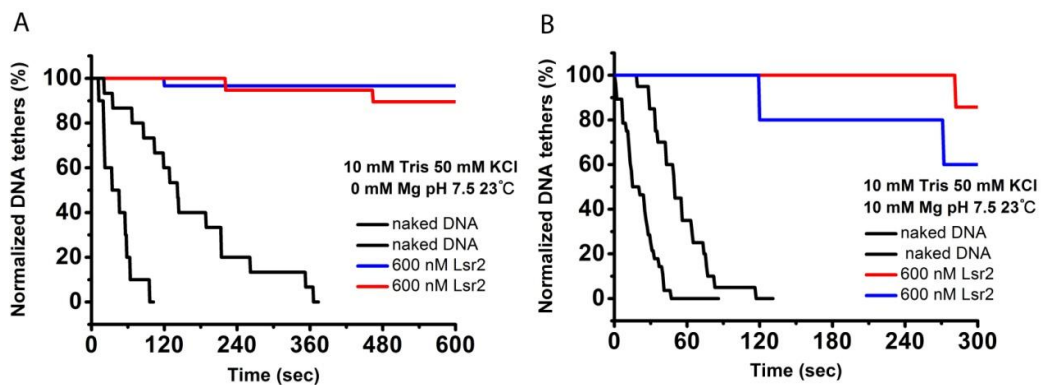 A
Normalized DNA tethers (%)
100
80
60
40
20
0
10 mM Tris 50 mM KCl
0 mM Mg pH 7.5 23°C
naked DNA
naked DNA
600 nM Lsr2
600 nM Lsr2
0 120 240 360 480 600
Time (sec)
B
Normalized DNA tethers (%)
100
80
60
40
20
0
10 mM Tris 50 mM KCl
10 mM Mg pH 7.5 23°C
naked DNA
naked DNA
600 nM Lsr2
600 nM Lsr2
0 60 120 180 240 300
Time (sec)